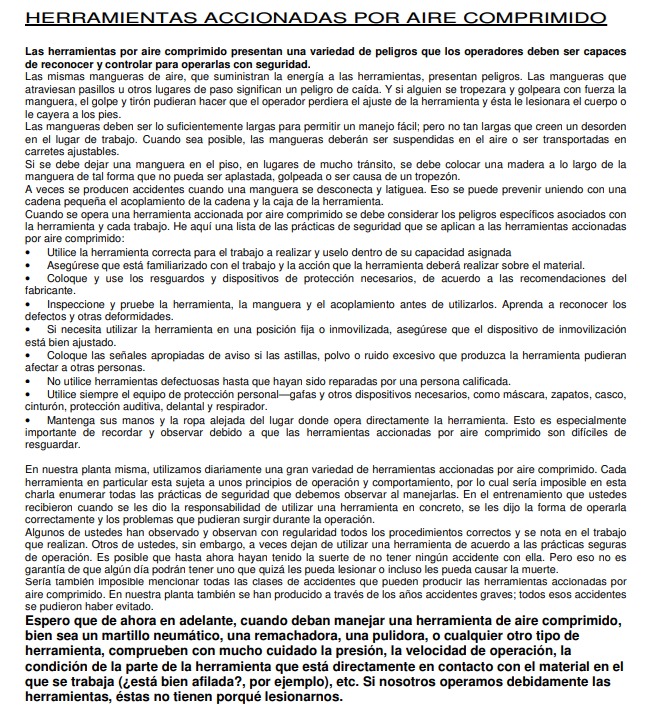 HERRAMIENTAS ACCIONADAS POR AIRE COMPRIMIDO
Las herramientas por aire comprimido presentan una variedad de peligros que los operadores deben ser capaces
de reconocer y controlar para operarlas con seguridad.
Las mismas mangueras de aire, que suministran la energía a las herramientas, presentan peligros. Las mangueras que
atraviesan pasillos u otros lugares de paso significan un peligro de caída. Y si alguien se tropezara y golpeara con fuerza la
manguera, el golpe y tirón pudieran hacer que el operador perdiera el ajuste de la herramienta y ésta le lesionara el cuerpo o
le cayera a los pies.
Las mangueras deben ser lo suficientemente largas para permitir un manejo fácil; pero no tan largas que creen un desorden
en el lugar de trabajo. Cuando sea posible, las mangueras deberán ser suspendidas en el aire o ser transportadas en
carretes ajustables.
Si se debe dejar una manguera en el piso, en lugares de mucho tránsito, se debe colocar una madera a lo largo de la
manguera de tal forma que no pueda ser aplastada, golpeada o ser causa de un tropezón.
A veces se producen accidentes cuando una manguera se desconecta y latiguea. Eso se puede prevenir uniendo con una
cadena pequeña el acoplamiento de la cadena y la caja de la herramienta.
Cuando se opera una herramienta accionada por aire comprimido se debe considerar los peligros específicos asociados con
la herramienta y cada trabajo. He aquí una lista de las prácticas de seguridad que se aplican a las herramientas accionadas
por aire comprimido:
• Utilice la herramienta correcta para el trabajo a realizar y uselo dentro de su capacidad asignada
• Asegúrese que está familiarizado con el trabajo y la acción que la herramienta deberá realizar sobre el material.
• Coloque y use los resguardos y dispositivos de protección necesarios, de acuerdo a las recomendaciones del
fabricante.
• Inspeccione y pruebe la herramienta, la manguera y el acoplamiento antes de utilizarlos. Aprenda a reconocer los
defectos y otras deformidades.
• Si necesita utilizar la herramienta en una posición fija o inmovilizada, asegúrese que el dispositivo de inmovilización
está bien ajustado.
• Coloque las señales apropiadas de aviso si las astillas, polvo o ruido excesivo que produzca la herramienta pudieran
afectar a otras personas.
• No utilice herramientas defectuosas hasta que hayan sido reparadas por una persona calificada.
• Utilice siempre el equipo de protección personal—gafas y otros dispositivos necesarios, como máscara, zapatos, casco,
cinturón, protección auditiva, delantal y respirador.
• Mantenga sus manos y la ropa alejada del lugar donde opera directamente la herramienta. Esto es especialmente
importante de recordar y observar debido a que las herramientas accionadas por aire comprimido son difíciles de
resguardar.
En nuestra planta misma, utilizamos diariamente una gran variedad de herramientas accionadas por aire comprimido. Cada
herramienta en particular esta sujeta a unos principios de operación y comportamiento, por lo cual sería imposible en esta
charla enumerar todas las prácticas de seguridad que debemos observar al manejarlas. En el entrenamiento que ustedes
recibieron cuando se les dio la responsabilidad de utilizar una herramienta en concreto, se les dijo la forma de operarla
correctamente y los problemas que pudieran surgir durante la operación.
Algunos de ustedes han observado y observan con regularidad todos los procedimientos correctos y se nota en el trabajo
que realizan. Otros de ustedes, sin embargo, a veces dejan de utilizar una herramienta de acuerdo a las prácticas seguras
de operación. Es posible que hasta ahora hayan tenido la suerte de no tener ningún accidente con ella. Pero eso no es
garantía de que algún día podrán tener uno que quizá les pueda lesionar o incluso les pueda causar la muerte.
Sería también imposible mencionar todas las clases de accidentes que pueden producir las herramientas accionadas por
aire comprimido. En nuestra planta también se han producido a través de los años accidentes graves; todos esos accidentes
se pudieron haber evitado.
Espero que de ahora en adelante, cuando deban manejar una herramienta de aire comprimido,
bien sea un martillo neumático, una remachadora, una pulidora, o cualquier otro tipo de
herramienta, comprueben con mucho cuidado la presión, la velocidad de operación, la
condición de la parte de la herramienta que está directamente en contacto con el material en el
que se trabaja (¿está bien afilada?, por ejemplo), etc. Si nosotros operamos debidamente las
herramientas, éstas no tienen porqué lesionarnos.